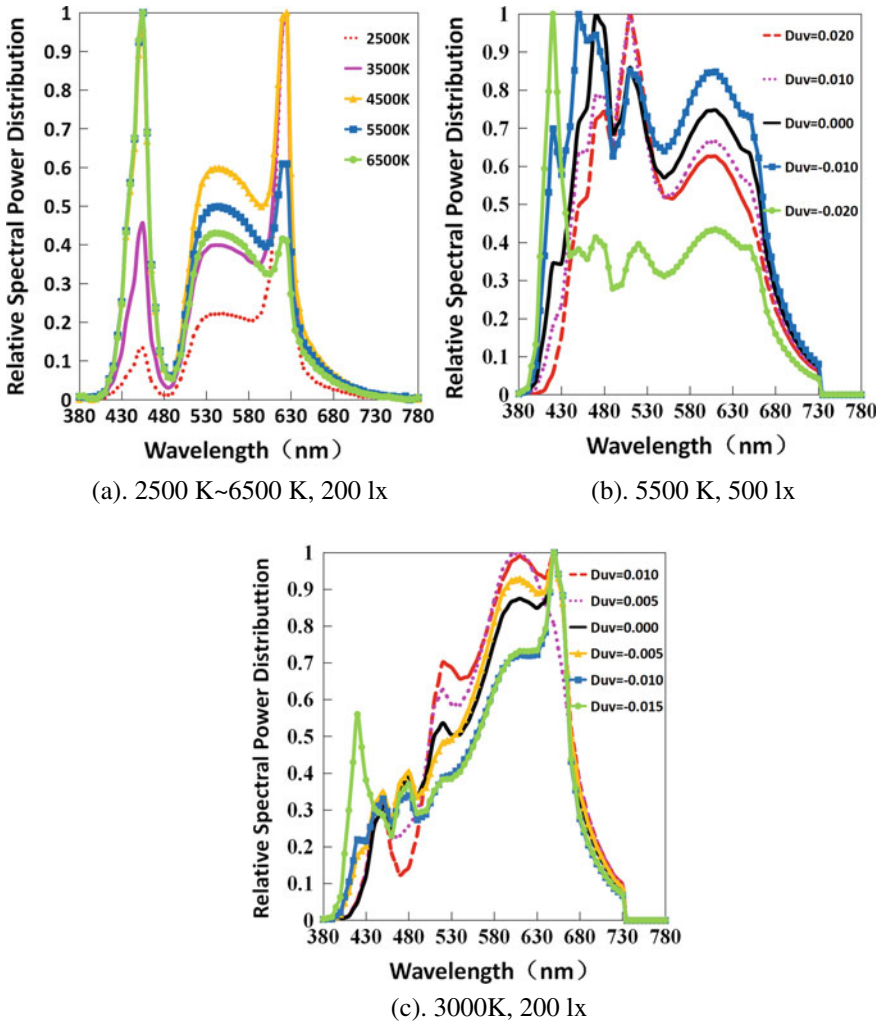 Relative Spectral Power Distribution
1
0.9
0.8
0.7
0.6
0.5
0.4
0.3
0.2
0.1
0
2500K
3500K
4500K
5500K
6500K
380 430 480 530 580 630 680 730 780
Wavelength（nm）
(a). 2500 K~6500 K, 200 lx
Relative Spectral Power Distribution
1
0.9
0.8
0.7
0.6
0.5
0.4
0.3
0.2
0.1
0
Duv=0.020
Duv=0.010
Duv=0.000
Duv=-0.010
Duv=-0.020
380 430 480 530 580 630 680 730 780
Wavelength（nm）
(b). 5500 K, 500 lx
Relative Spectral Power Distributtion
1
0.9
0.8
0.7
0.6
0.5
0.4
0.3
0.2
0.1
0
Duv=0.010
Duv=0.005
Duv=0.000
Duv=-0.005
Duv=-0.010
Duv=-0.015
380 430 480 530 580 630 680 730 780
Wavelength（nm）
(c). 3000K, 200 lx